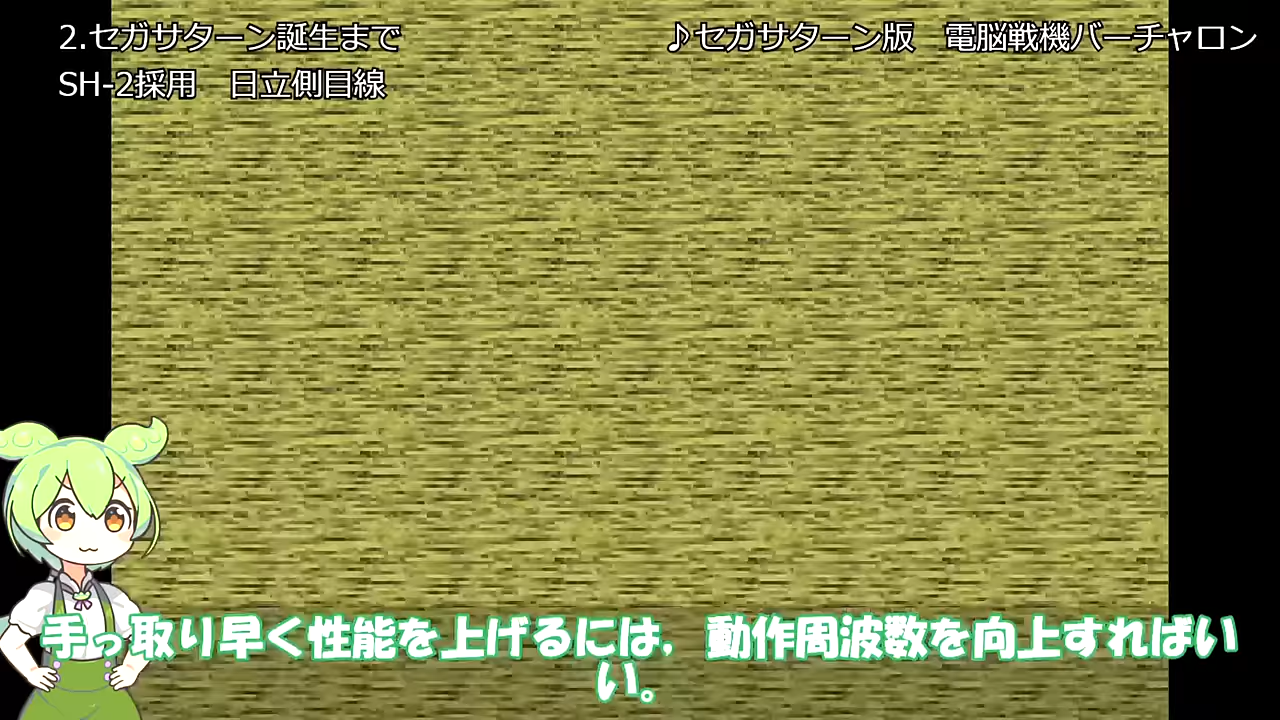 2.セガサターン誕生まで
♪セガサターン版　電脳戦機バーチャロン
SH-2採用　日立側目線
手っ取り早く性能を上げるには，動作周波数を向上すればい
い。